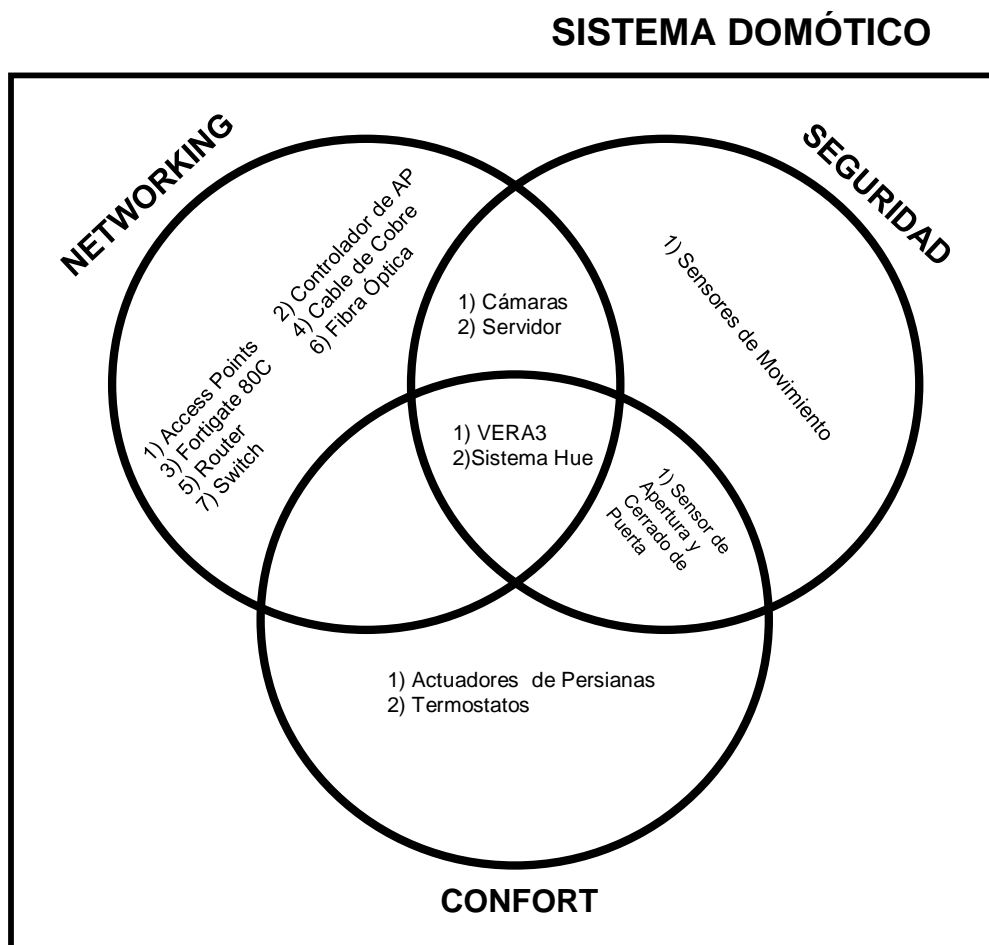 SISTEMA DOMÓTICO
NETWORKING
SEGURIDAD
2) Controlador de AP
4) Cable de Cobre
6) Fibra Óptica
1) Access Points
3) Fortigate 80C
5) Router
7) Switch
1) Cámaras
2) Servidor
1) Sensores de Movimiento
1) VERA3
2)Sistema Hue
1) Sensor de
Apertura y
Cerrado de
Puerta
1) Actuadores  de Persianas
2) Termostatos
CONFORT